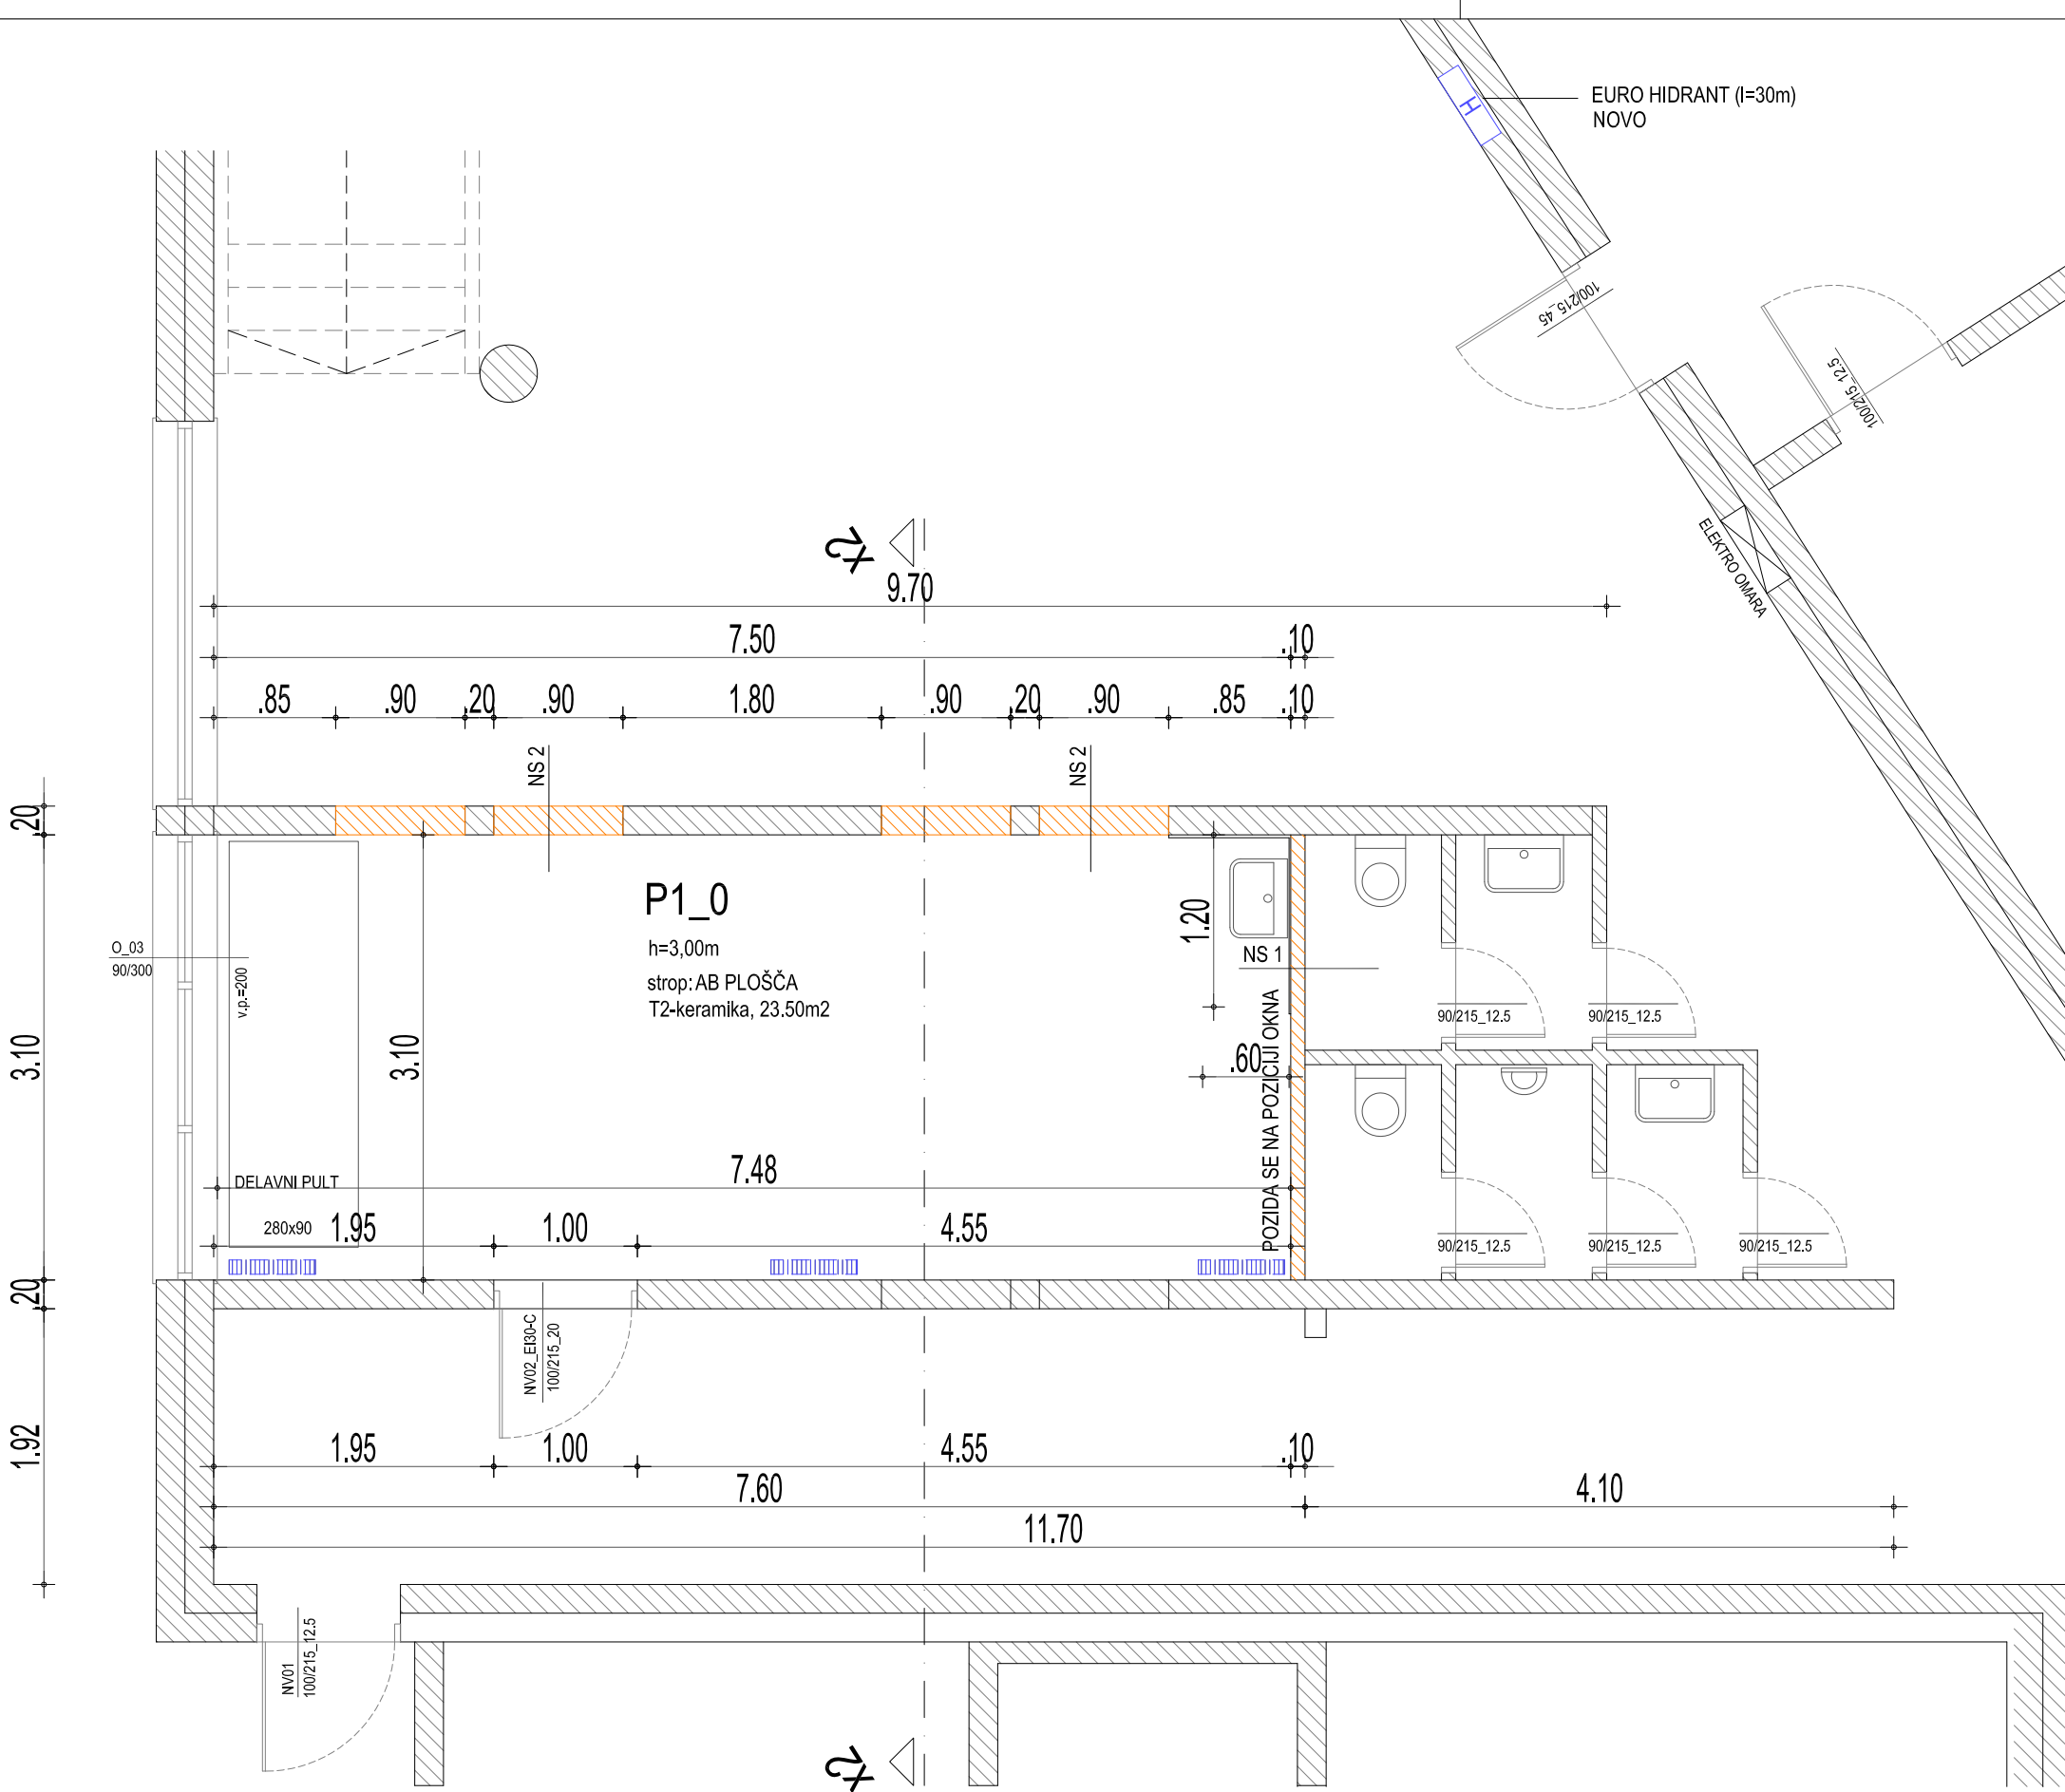 EURO HIDRANT (l=30m)
NOVO
H
100/215_45
100/215_12.5
ELEKTRO OMARA
X2
9.70
7.50
.10
.85
.90
.20
.90
1.80
.90
.20
.90
.85
.10
NS 2
NS 2
.20
3.10
.20
1.92
P1_0
h=3,00m
strop: AB PLOŠČA
T2-keramika, 23.50m2
O_03
90/300
v.p.=200
3.10
1.20
NS 1
.60
POZIDA SE NA POZICIJI OKNA
90/215_12.5
90/215_12.5
7.48
DELAVNI PULT
280x90
1.95
1.00
4.55
90/215_12.5
90/215_12.5
90/215_12.5
NV02_EI30-C
100/215_20
1.95
1.00
4.55
.10
7.60
4.10
11.70
NV01
100/215_12.5
X2